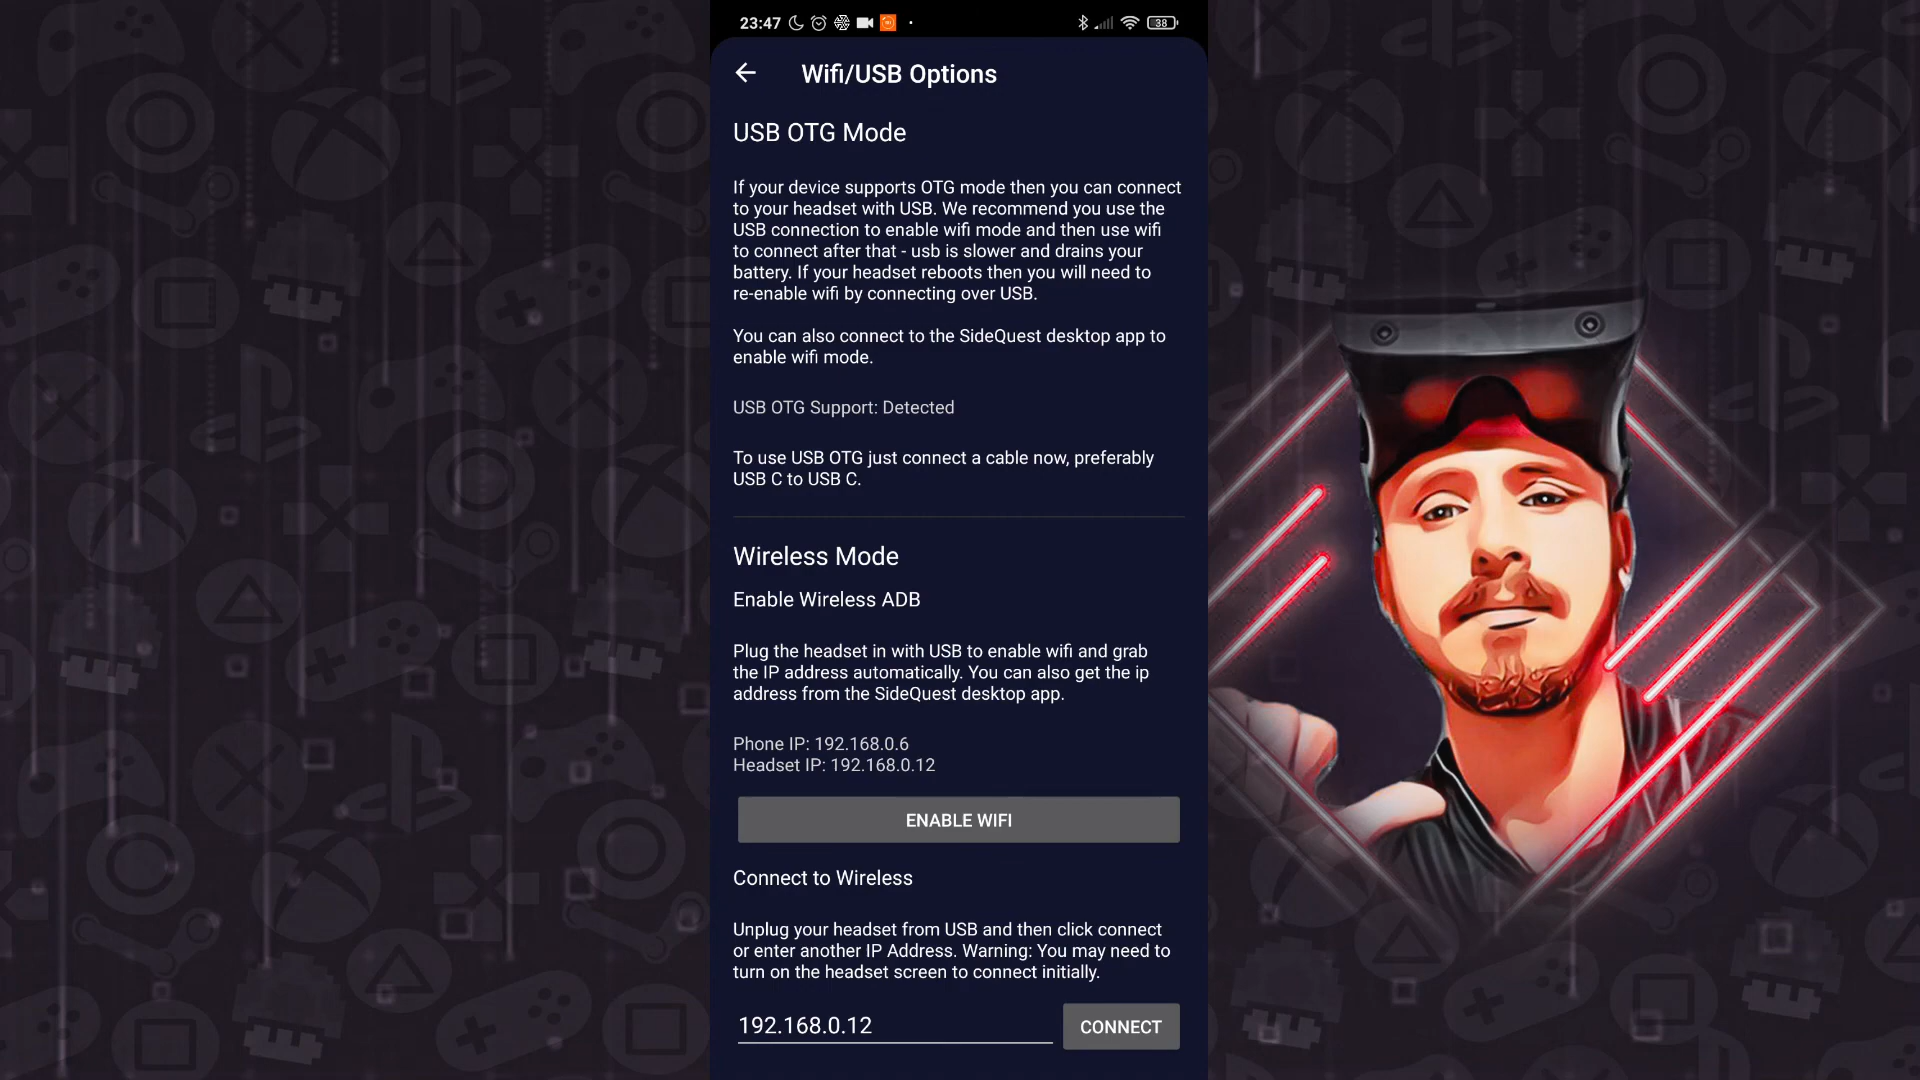 23:47
38
Wifi/USB Options
USB OTG Mode
If your device supports OTG mode then you can connect
to your headset with USB. We recommend you use the
USB connection to enable wifi mode and then use wifi
to connect after that - usb is slower and drains your
battery. If your headset reboots then you will need to
re-enable wifi by connecting over USB.
You can also connect to the SideQuest desktop app to
enable wifi mode.
USB OTG Support: Detected
To use USB OTG just connect a cable now, preferably
USB C to USB C.
Wireless Mode
Enable Wireless ADB
Plug the headset in with USB to enable wifi and grab
the IP address automatically. You can also get the ip
address from the SideQuest desktop app.
Phone IP: 192.168.0.6
Headset IP: 192.168.0.12
ENABLE WIFI
Connect to Wireless
Unplug your headset from USB and then click connect
or enter another IP Address. Warning: You may need to
turn on the headset screen to connect initially.
192.168.0.12
CONNECT